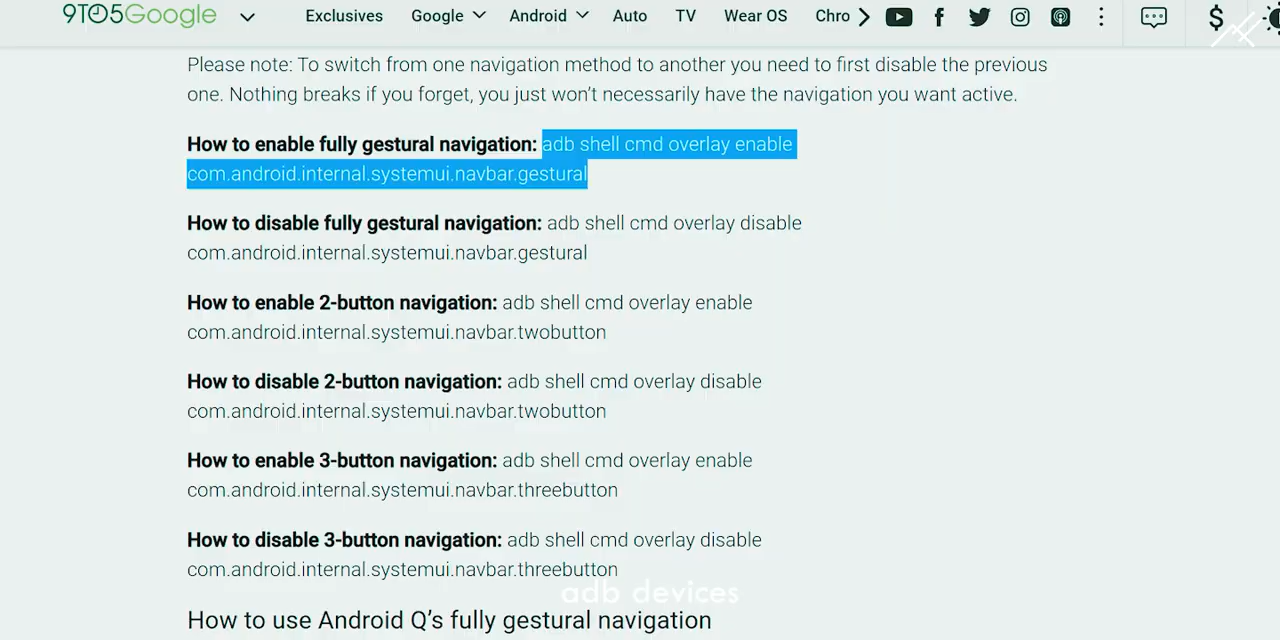 9TO5Google
Exclusives Google Android Auto TV Wear OS Chro
Please note: To switch from one navigation method to another you need to first disable the previous
one. Nothing breaks if you forget, you just won’t necessarily have the navigation you want active.
How to enable fully gestural navigation: adb shell cmd overlay enable
com.android.internal.systemui.navbar.gestural
How to disable fully gestural navigation: adb shell cmd overlay disable
com.android.internal.systemui.navbar.gestural
How to enable 2-button navigation: adb shell cmd overlay enable
com.android.internal.systemui.navbar.twobutton
How to disable 2-button navigation: adb shell cmd overlay disable
com.android.internal.systemui.navbar.twobutton
How to enable 3-button navigation: adb shell cmd overlay enable
com.android.internal.systemui.navbar.threebutton
How to disable 3-button navigation: adb shell cmd overlay disable
com.android.internal.systemui.navbar.threebutton
adb devices
How to use Android Q’s fully gestural navigation